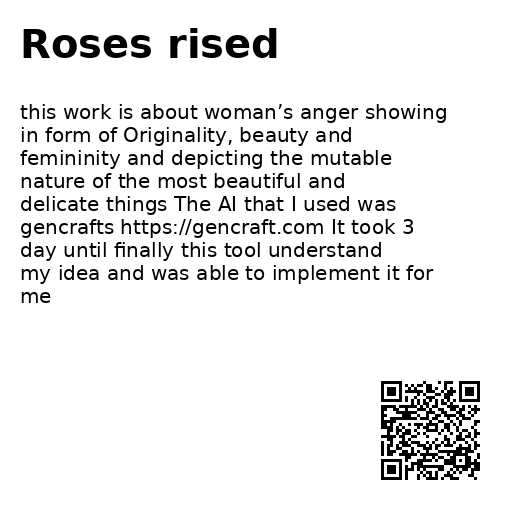 Roses rised
this work is about woman’s anger showing
in form of Originality, beauty and
femininity and depicting the mutable
nature of the most beautiful and
delicate things The AI that I used was
gencrafts https://gencraft.com It took 3
day until finally this tool understand
my idea and was able to implement it for
me